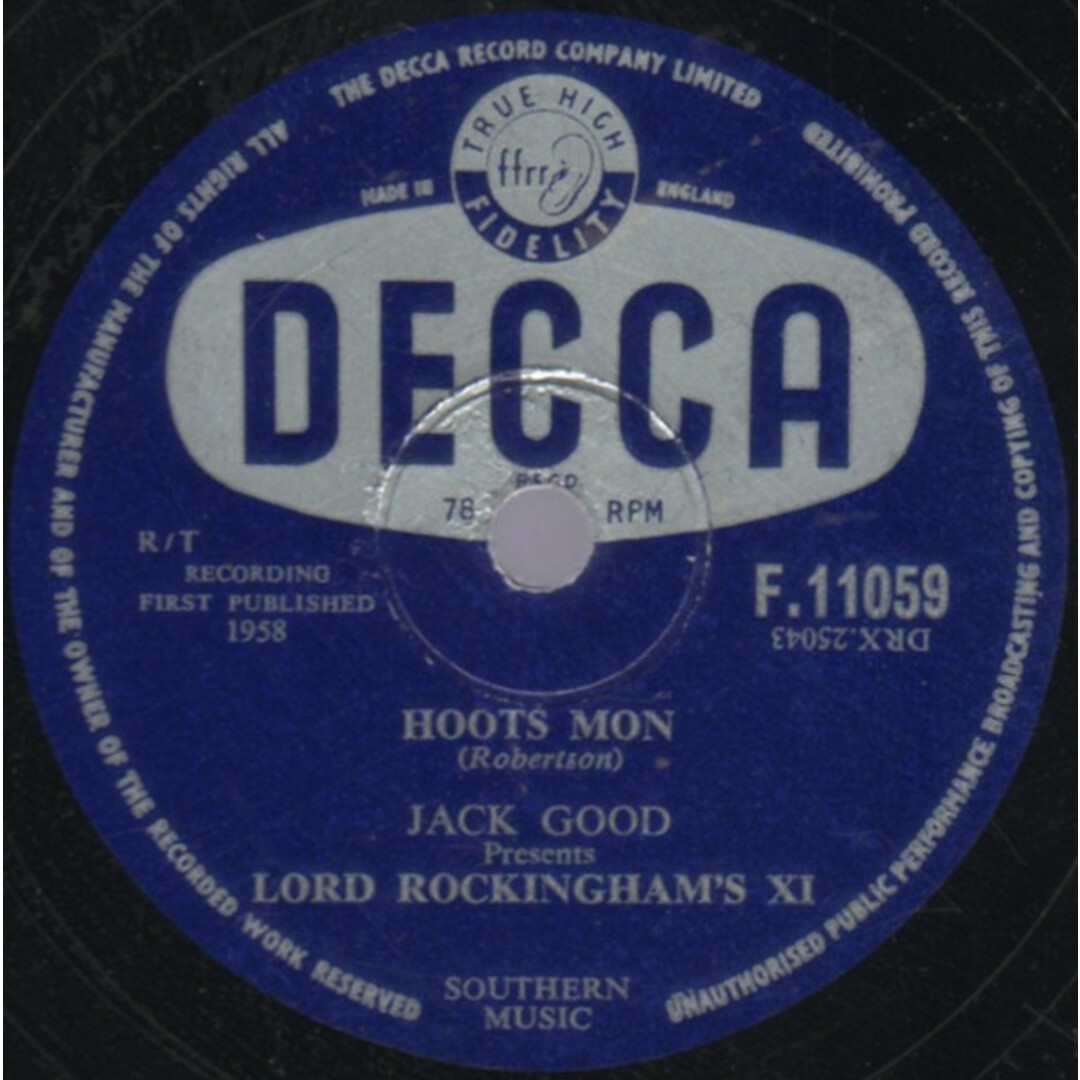 THE DECCA RECORD COMPANY LIMITED
ALL RIGHTS OF THE MANUFACTURER AND OF THE OWNER OF THE RECORDED WORK RESERVED
UNAUTHORISED PUBLIC PERFORMANCE BROADCASTING AND COPYING OF THIS RECORD PROHIBITED
TRUE HIGH
ffrr
FIDELITY
MADE IN ENGLAND
DECCA
REGD
78 RPM
R/T
RECORDING
FIRST PUBLISHED
1958
F.11059
DRX.25043
HOOTS MON
(Robertson)
JACK GOOD
Presents
LORD ROCKINGHAM'S XI
SOUTHERN
MUSIC